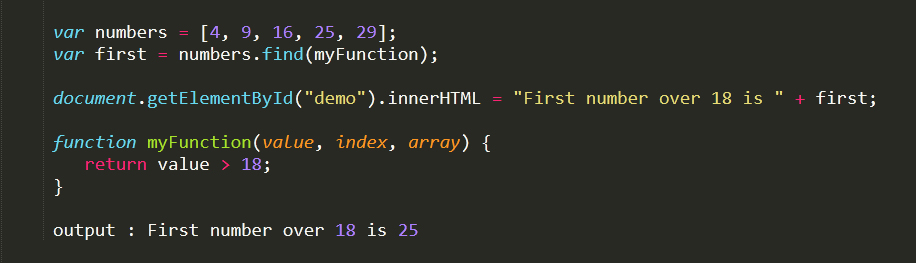 var numbers = [4, 9, 16, 25, 29];
var first = numbers.find(myFunction);
document.getElementById("demo").innerHTML = "First number over 18 is " + first;
function myFunction(value, index, array) {
   return value > 18;
}
output : First number over 18 is 25